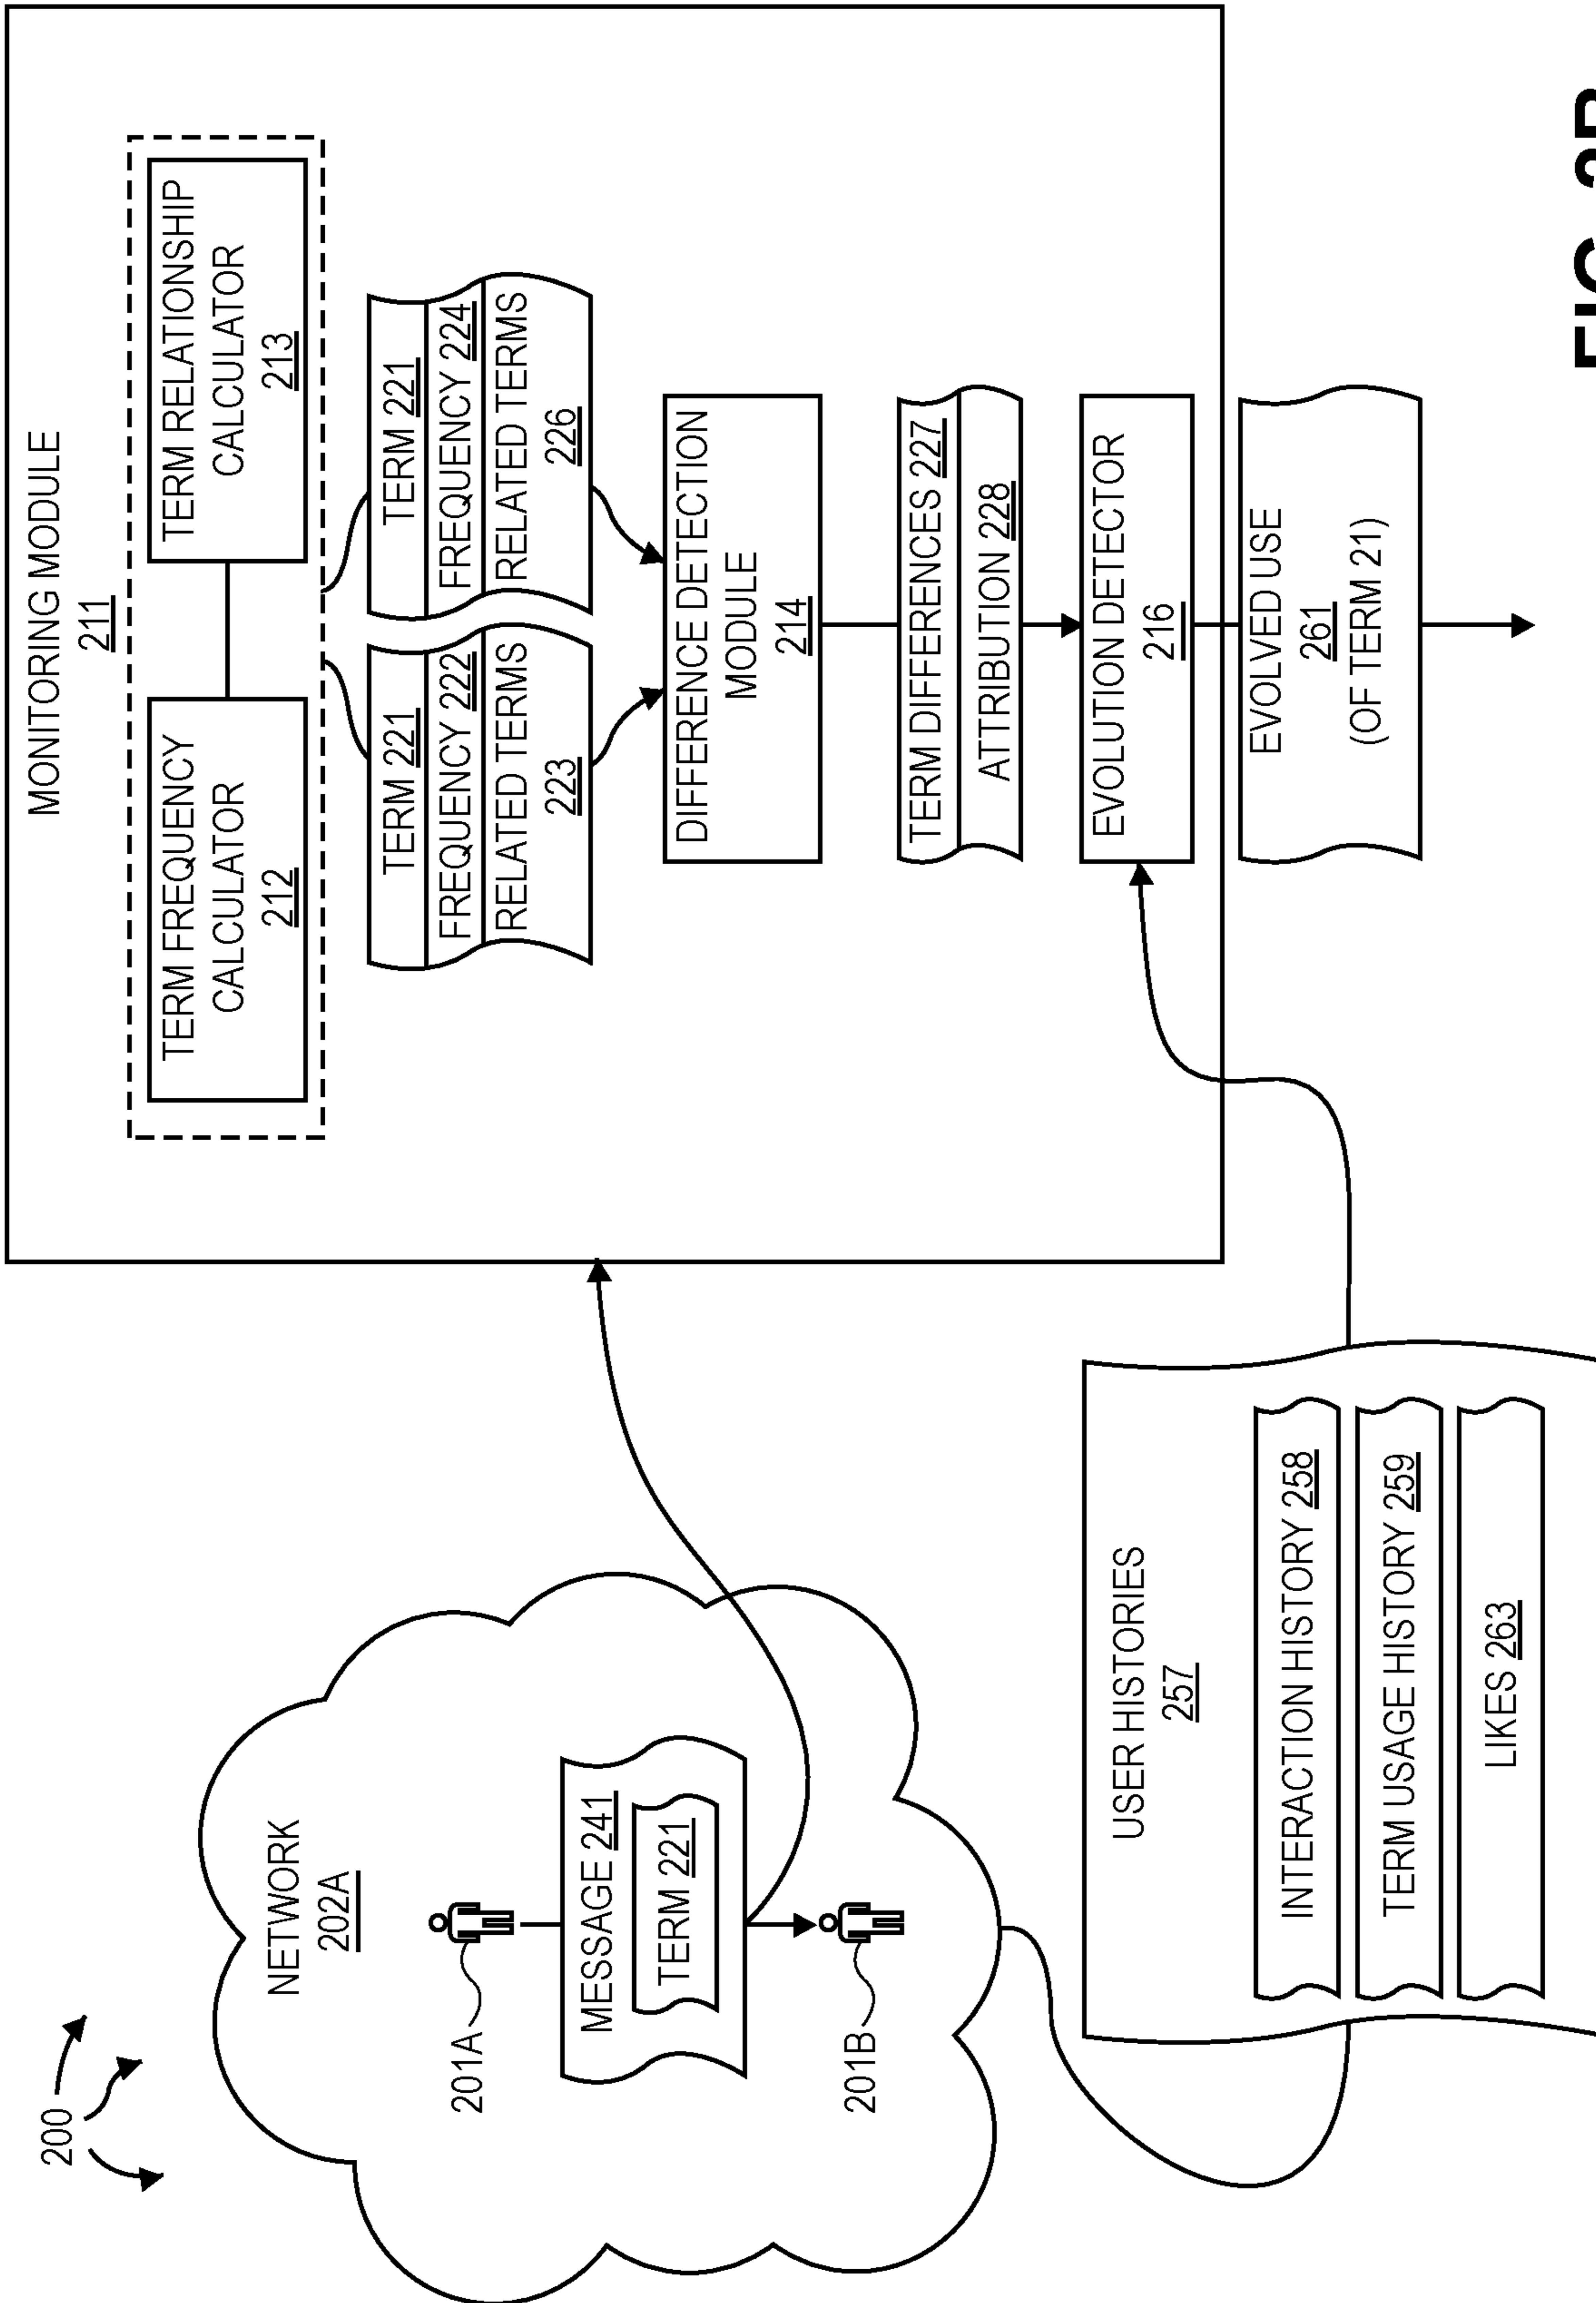 200
NETWORK
202A
201A
MESSAGE 241
TERM 221
201B
USER HISTORIES
257
INTERACTION HISTORY 258
TERM USAGE HISTORY 259
LIKES 263
MONITORING MODULE
211
TERM FREQUENCY
CALCULATOR
212
TERM RELATIONSHIP
CALCULATOR
213
TERM 221
FREQUENCY 222
RELATED TERMS
223
TERM 221
FREQUENCY 224
RELATED TERMS
226
DIFFERENCE DETECTION
MODULE
214
TERM DIFFERENCES 227
ATTRIBUTION 228
EVOLUTION DETECTOR
216
EVOLVED USE
261
(OF TERM 21)
FIG.